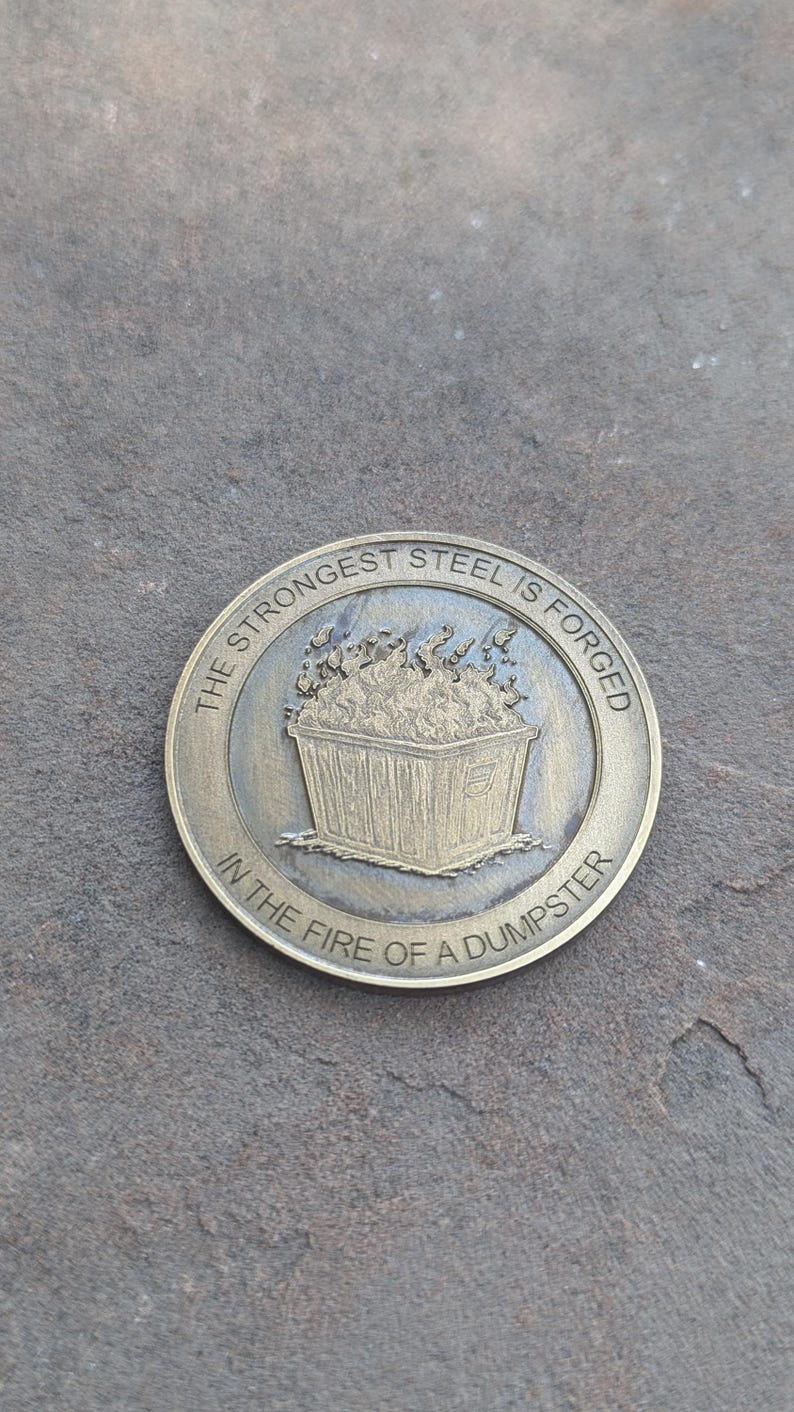 THE STRONGEST STEEL IS FORGED
IN THE FIRE OF A DUMPSTER